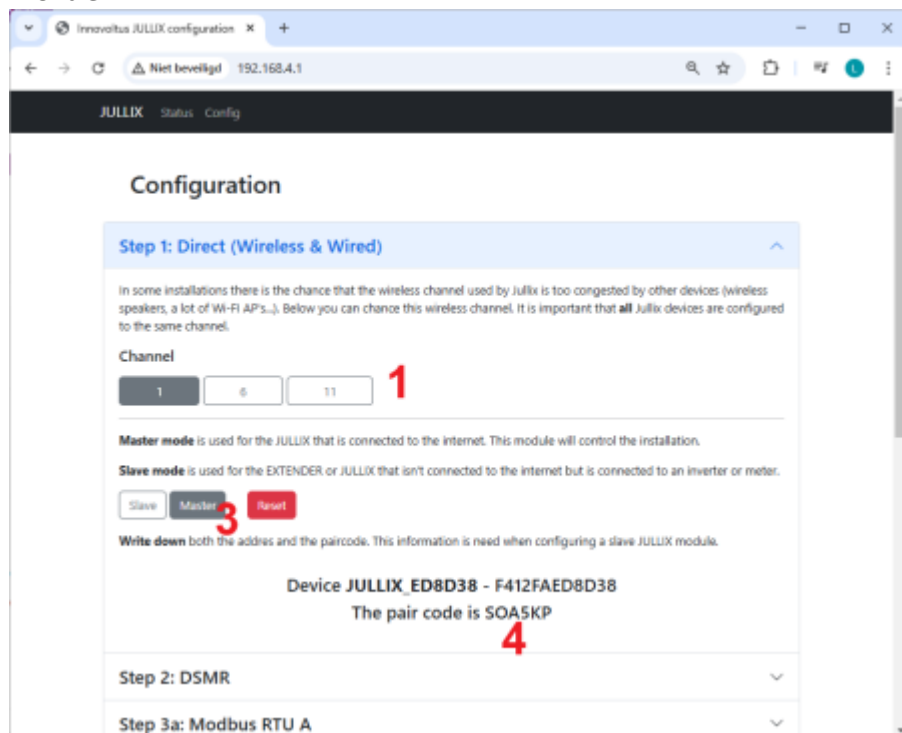 Innovoltus JULLIX configuration
Niet beveiligd 192.168.4.1
L
JULLIX Status Config
Configuration
Step 1: Direct (Wireless & Wired)
In some installations there is the chance that the wireless channel used by Jullix is too congested by other devices (wireless
speakers, a lot of Wi-Fi AP's...). Below you can chance this wireless channel. It is important that all Jullix devices are configured
to the same channel.
Channel
1 6 11 1
Master mode is used for the JULLIX that is connected to the internet. This module will control the installation.
Slave mode is used for the EXTENDER or JULLIX that isn't connected to the internet but is connected to an inverter or meter.
Slave Master Reset
3
Write down both the addres and the paircode. This information is need when configuring a slave JULLIX module.
Device JULLIX_ED8D38 - F412FAED8D38
The pair code is SOA5KP
4
Step 2: DSMR
Step 3a: Modbus RTU A